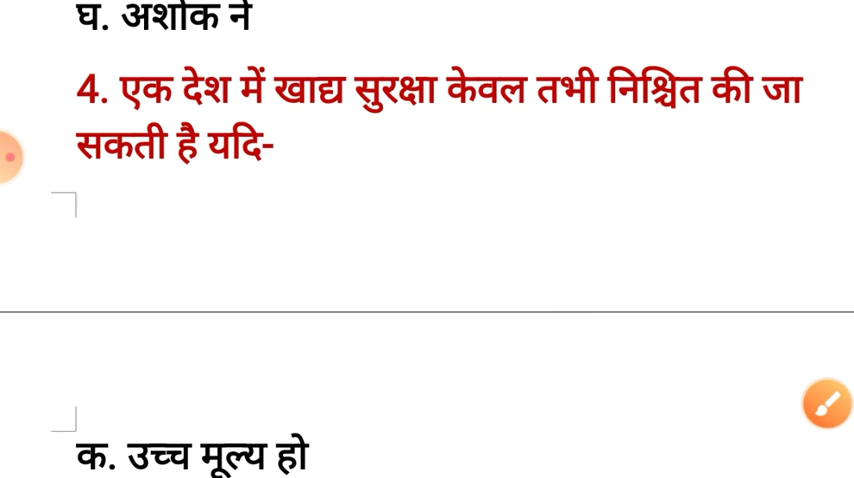 घ. अशोक ने
4. एक देश में खाद्य सुरक्षा केवल तभी निश्चित की जा
सकती है यदि-
क. उच्च मूल्य हो